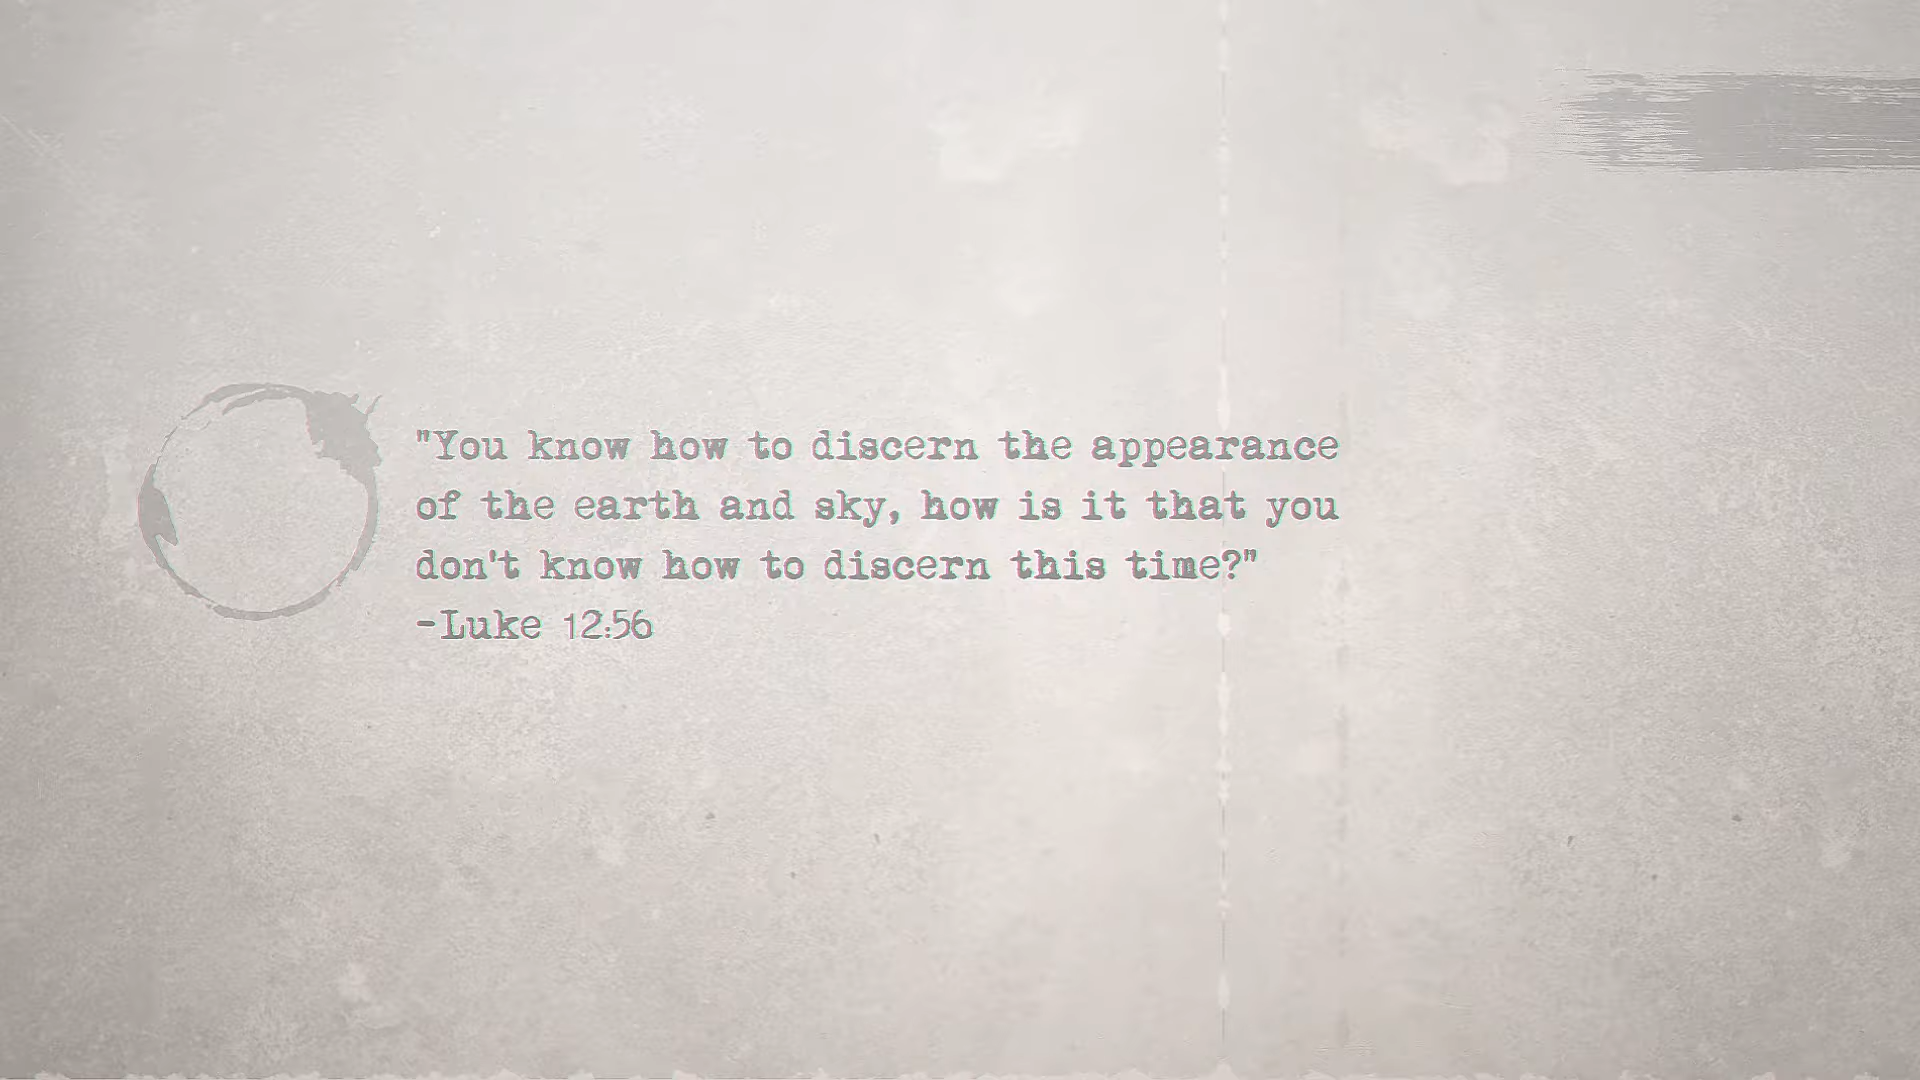 "You know how to discern the appearance
of the earth and sky, how is it that you
don't know how to discern this time?"
-Luke 12:56